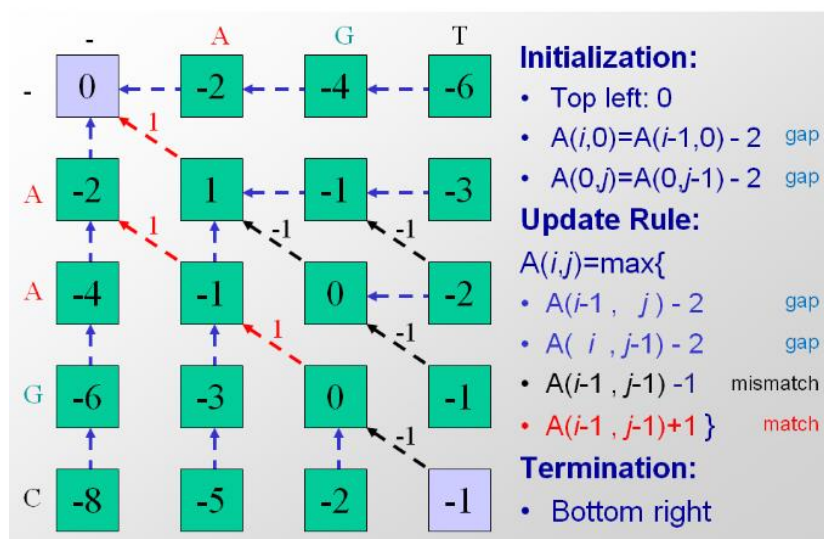 - A G T
- 0 -2 -4 -6
1
A -2 1 -1 -3
1 -1 -1
A -4 -1 0 -2
1 -1
G -6 -3 0 -1
-1
C -8 -5 -2 -1
Initialization:
• Top left: 0
• A(i,0)=A(i-1,0) - 2 gap
• A(0,j)=A(0,j-1) - 2 gap
Update Rule:
A(i,j)=max{
• A(i-1 , j ) - 2 gap
• A( i , j-1) - 2 gap
• A(i-1 , j-1) -1 mismatch
• A(i-1 , j-1)+1 } match
Termination:
• Bottom right